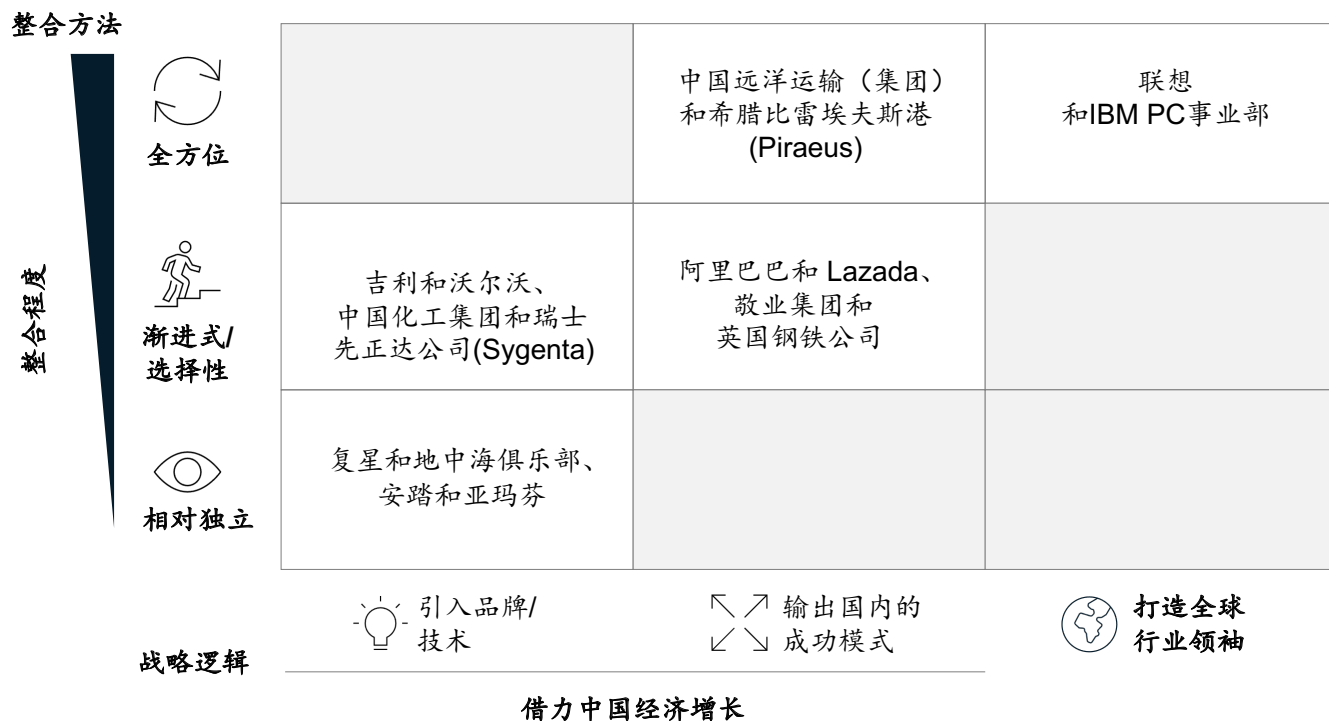 整合方法
全方位
中国远洋运输（集团）
和希腊比雷埃夫斯港
(Piraeus)
联想
和IBM PC事业部
整合程度
渐进式/
选择性
吉利和沃尔沃、
中国化工集团和瑞士
先正达公司(Sygenta)
阿里巴巴和 Lazada、
敬业集团和
英国钢铁公司
相对独立
复星和地中海俱乐部、
安踏和亚玛芬
战略逻辑
引入品牌/
技术
输出国内的
成功模式
打造全球
行业领袖
借力中国经济增长